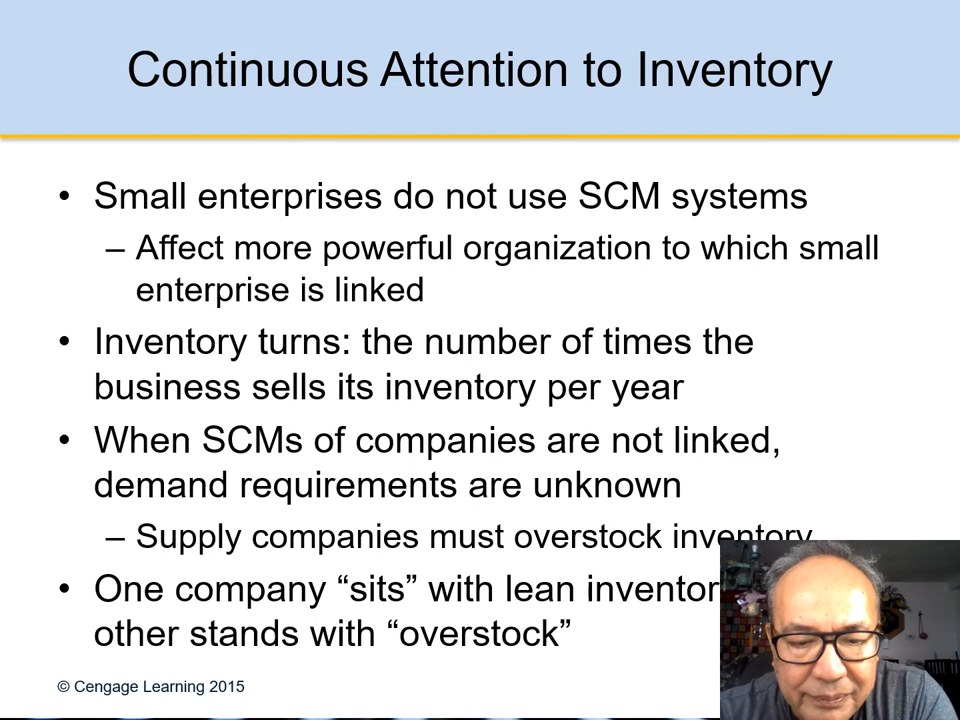 Continuous Attention to Inventory
• Small enterprises do not use SCM systems
– Affect more powerful organization to which small
enterprise is linked
• Inventory turns: the number of times the
business sells its inventory per year
• When SCMs of companies are not linked,
demand requirements are unknown
– Supply companies must overstock inventory
• One company “sits” with lean
other stands with “overstock”
© Cengage Learning 2015